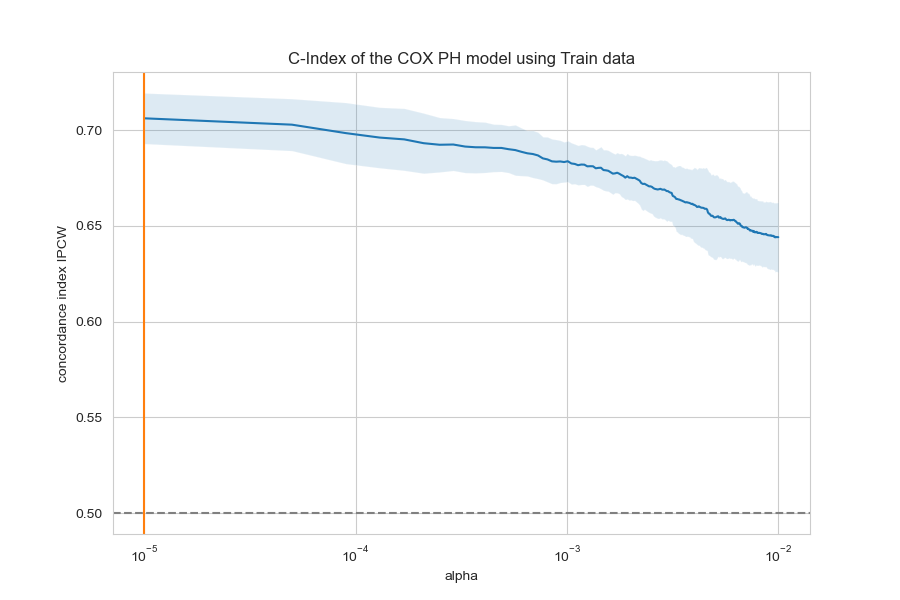 C-Index of the COX PH model using Train data
concordance index IPCW
0.70
0.65
0.60
0.55
0.50
10⁻⁵ 10⁻⁴ 10⁻³ 10⁻²
alpha